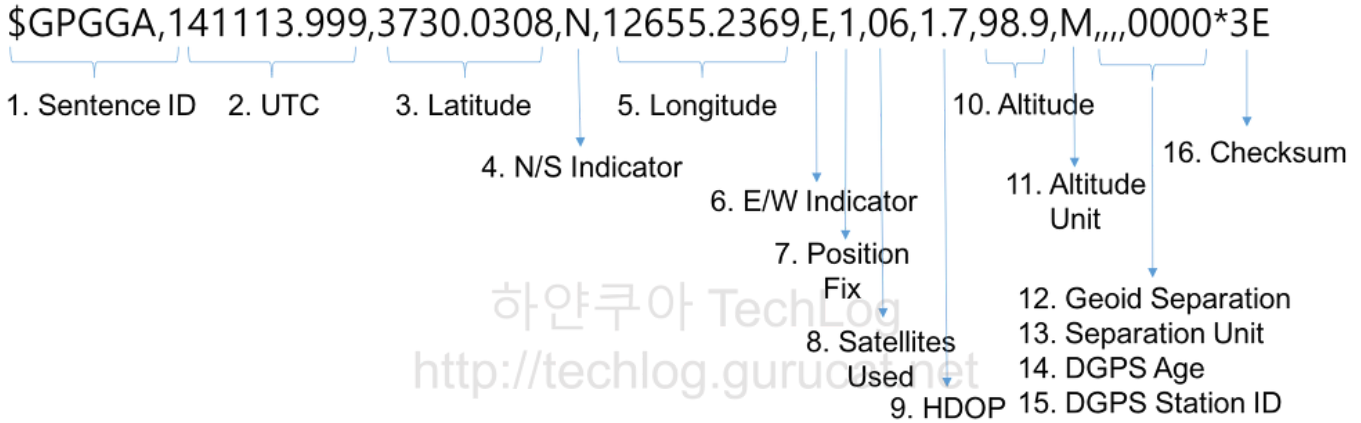 $GPGGA,141113.999,3730.0308,N,12655.2369,E,1,06,1.7,98.9,M,,,,0000*3E
1. Sentence ID
2. UTC
3. Latitude
5. Longitude
10. Altitude
4. N/S Indicator
16. Checksum
6. E/W Indicator
11. Altitude
Unit
7. Position
Fix
하얀쿠아 TechLog
12. Geoid Separation
13. Separation Unit
8. Satellites
Used
14. DGPS Age
http://techlog.gurucat.net
9. HDOP
15. DGPS Station ID